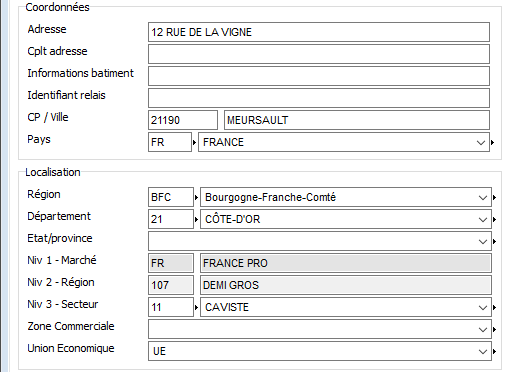 Coordonnées
Adresse 12 RUE DE LA VIGNE
Cplt adresse
Informations batiment
Identifiant relais
CP / Ville 21190 MEURSAULT
Pays FR FRANCE
Localisation
Région BFC Bourgogne-Franche-Comté
Département 21 CÔTE-D'OR
Etat/province
Niv 1 - Marché FR FRANCE PRO
Niv 2 - Région 107 DEMI GROS
Niv 3 - Secteur 11 CAVISTE
Zone Commerciale
Union Economique UE